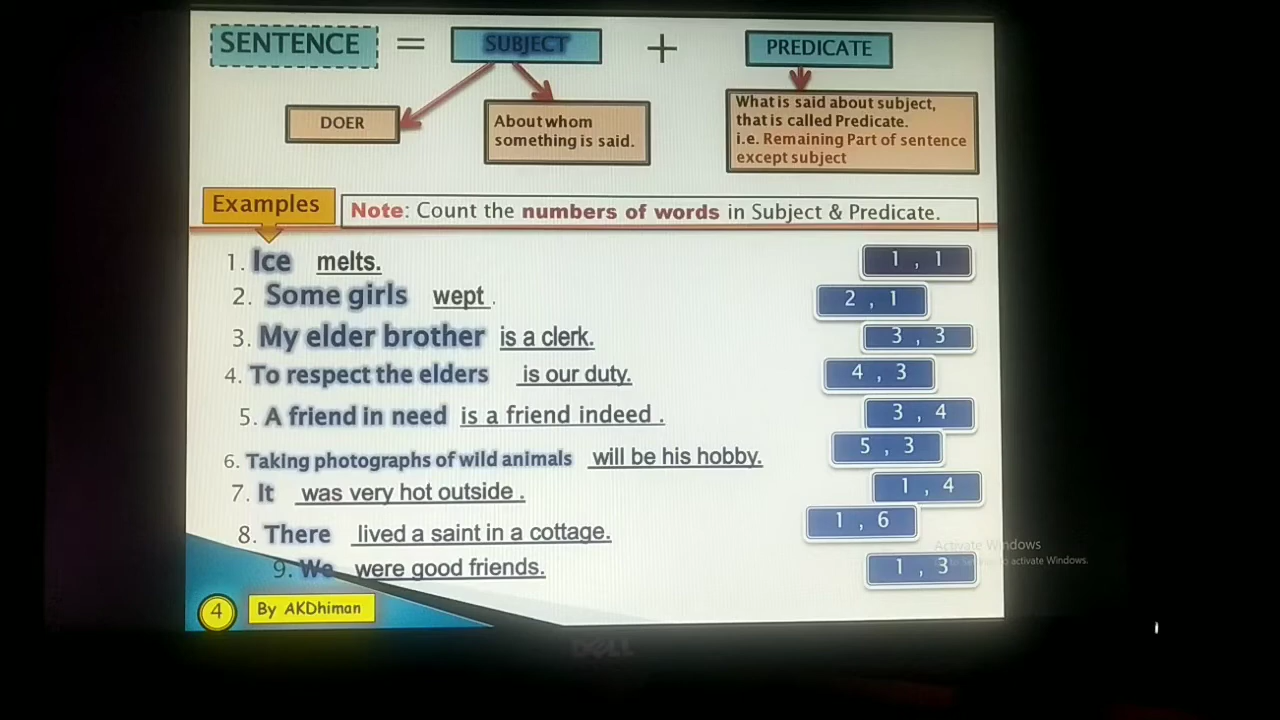 SENTENCE = SUBJECT + PREDICATE
DOER
About whom
something is said.
What is said about subject,
that is called Predicate.
i.e. Remaining Part of sentence
except subject
Examples
Note: Count the numbers of words in Subject & Predicate.
1. Ice melts. 1 , 1
2. Some girls wept . 2 , 1
3. My elder brother is a clerk. 3 , 3
4. To respect the elders is our duty. 4 , 3
5. A friend in need is a friend indeed . 3 , 4
6. Taking photographs of wild animals will be his hobby. 5 , 3
7. It was very hot outside . 1 , 4
8. There lived a saint in a cottage. 1 , 6
9. We were good friends. 1 , 3
Activate Windows
activate Windows.
4 By AKDhiman
DELL